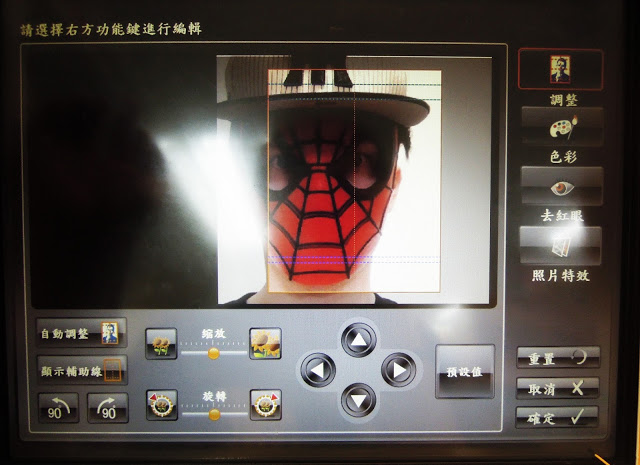 請選擇右方功能鍵進行編輯
調整
色彩
去紅眼
照片特效
自動調整
縮放
顯示輔助線
預設值
旋轉
90
90
重置
取消
確定